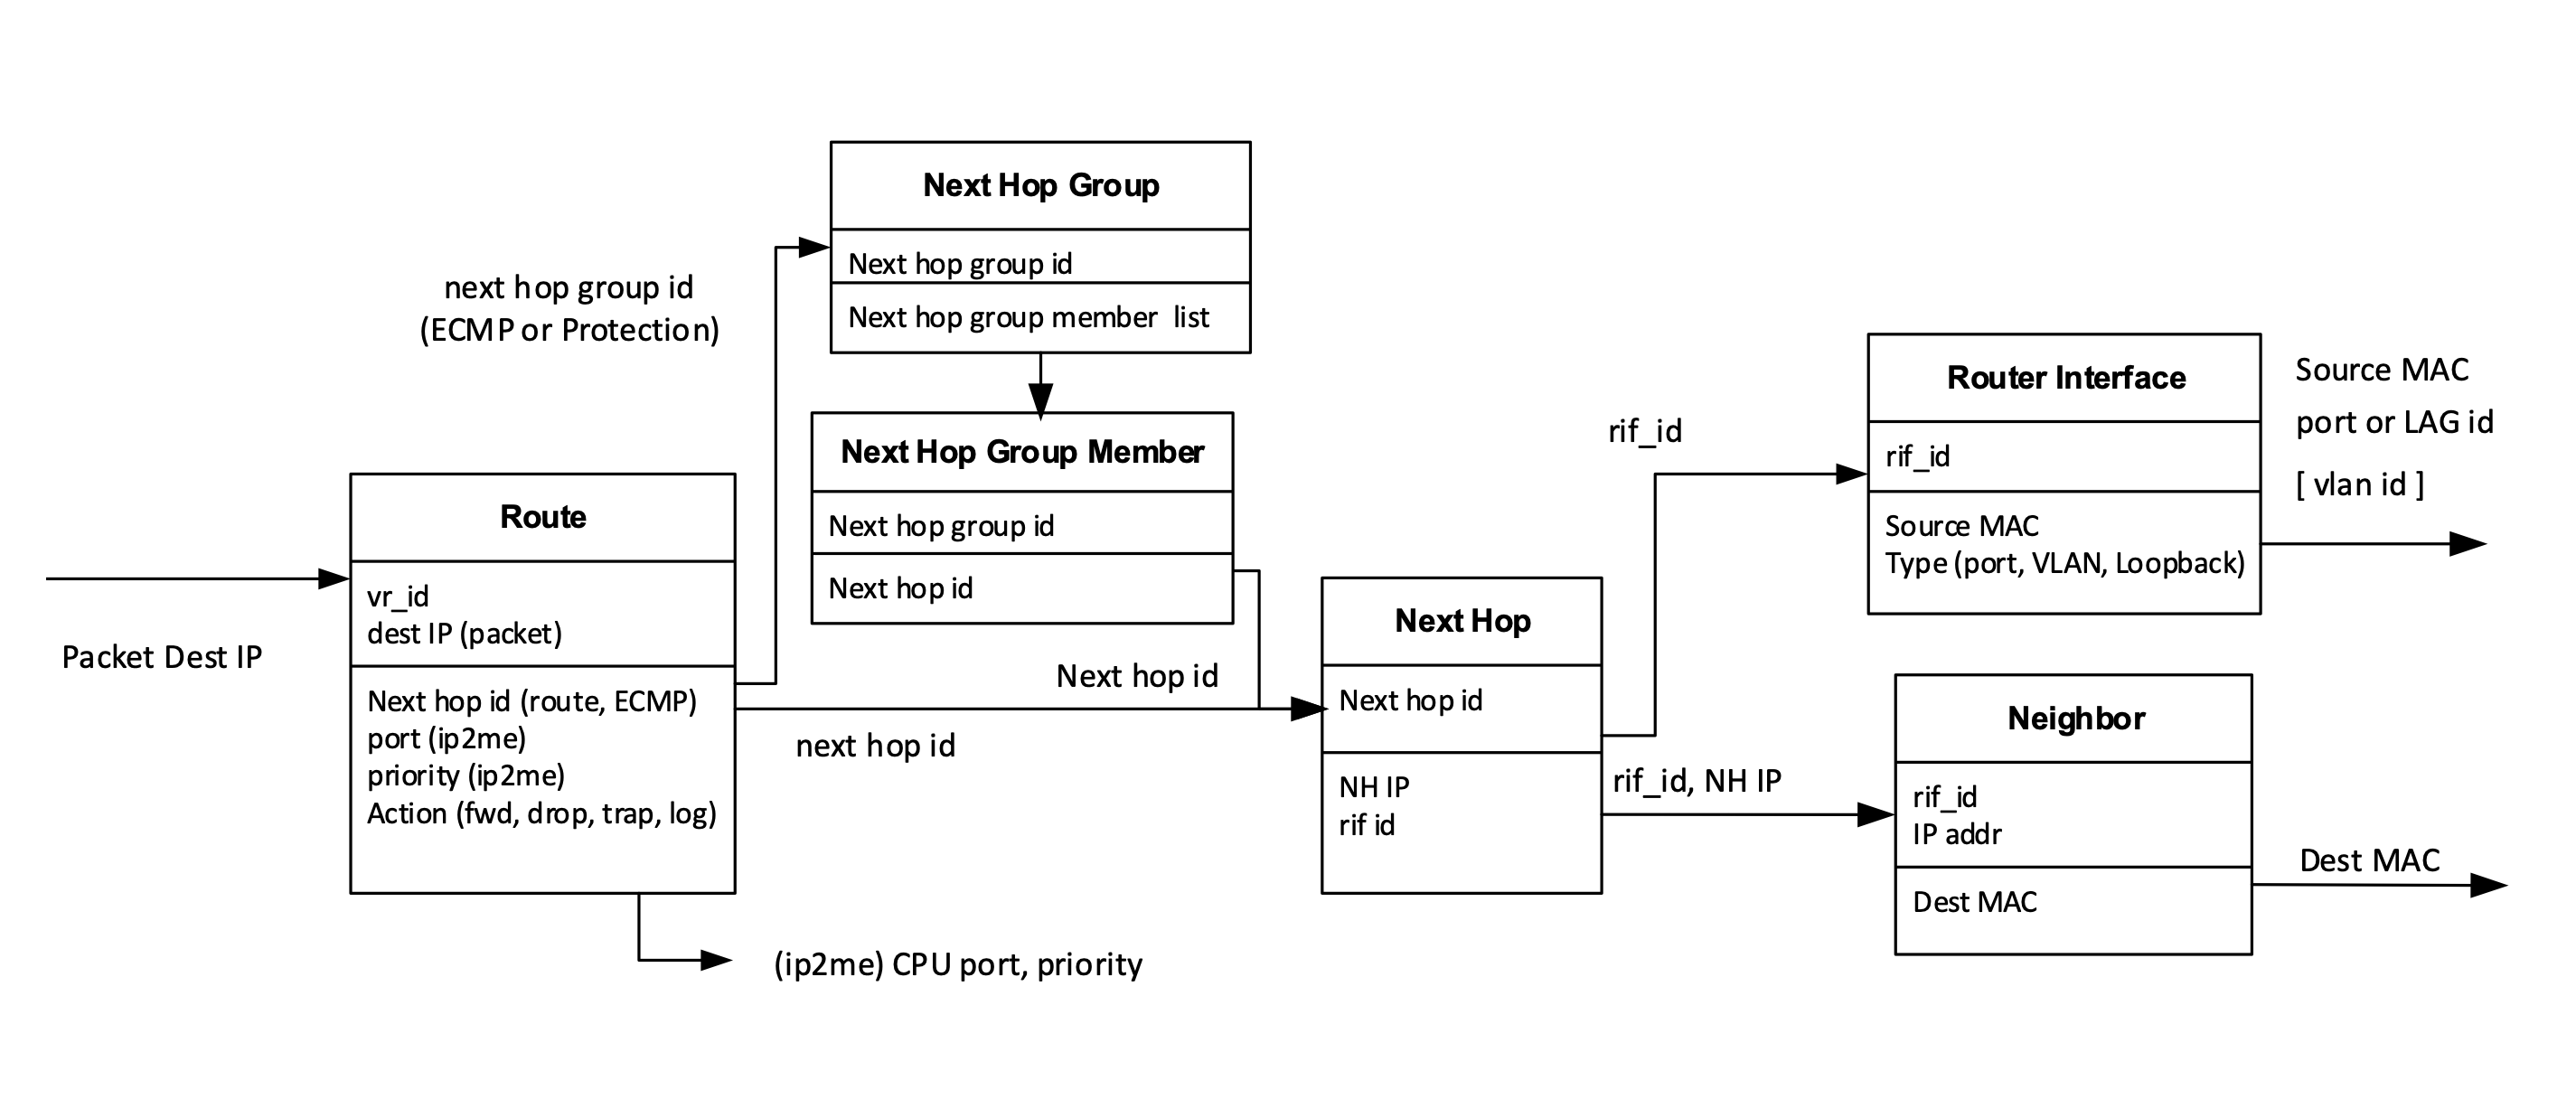 Next Hop Group
Next hop group id
Next hop group member list
next hop group id
(ECMP or Protection)
Next Hop Group Member
Next hop group id
Next hop id
Route
vr_id
dest IP (packet)
Next hop id (route, ECMP)
port (ip2me)
priority (ip2me)
Action (fwd, drop, trap, log)
Packet Dest IP
Next hop id
next hop id
(ip2me) CPU port, priority
Next Hop
Next hop id
NH IP
rif id
rif_id
rif_id, NH IP
Router Interface
rif_id
Source MAC
Type (port, VLAN, Loopback)
Source MAC
port or LAG id
[ vlan id ]
Neighbor
rif_id
IP addr
Dest MAC
Dest MAC